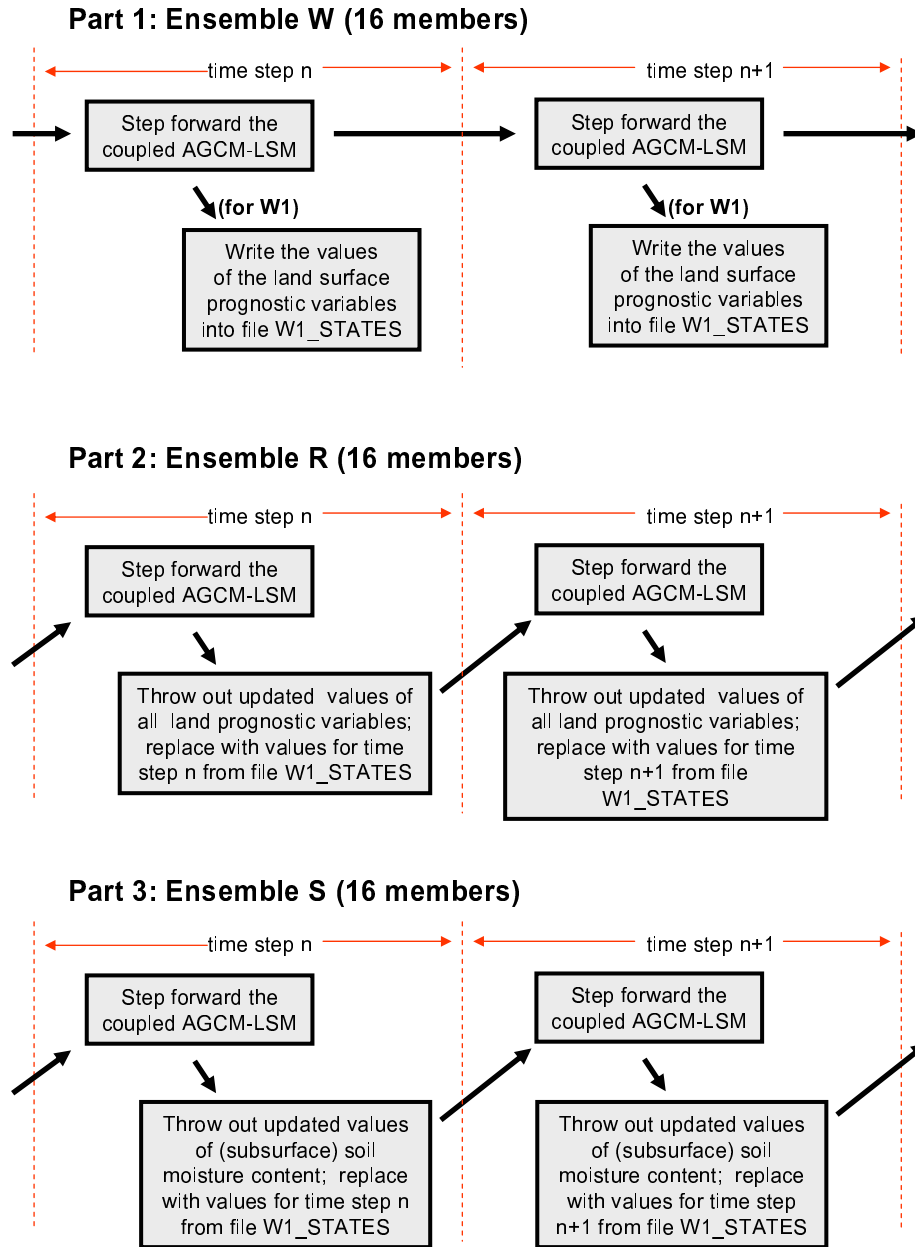 Part 1: Ensemble W (16 members)
time step n
time step n+1
Step forward the
coupled AGCM-LSM
Step forward the
coupled AGCM-LSM
(for W1)
(for W1)
Write the values
of the land surface
prognostic variables
into file W1_STATES
Write the values
of the land surface
prognostic variables
into file W1_STATES
Part 2: Ensemble R (16 members)
time step n
time step n+1
Step forward the
coupled AGCM-LSM
Step forward the
coupled AGCM-LSM
Throw out updated values of
all land prognostic variables;
replace with values for time
step n from file W1_STATES
Throw out updated values of
all land prognostic variables;
replace with values for time
step n+1 from file
W1_STATES
Part 3: Ensemble S (16 members)
time step n
time step n+1
Step forward the
coupled AGCM-LSM
Step forward the
coupled AGCM-LSM
Throw out updated values
of (subsurface) soil
moisture content; replace
with values for time step n
from file W1_STATES
Throw out updated values
of (subsurface) soil
moisture content; replace
with values for time step
n+1 from file W1_STATES